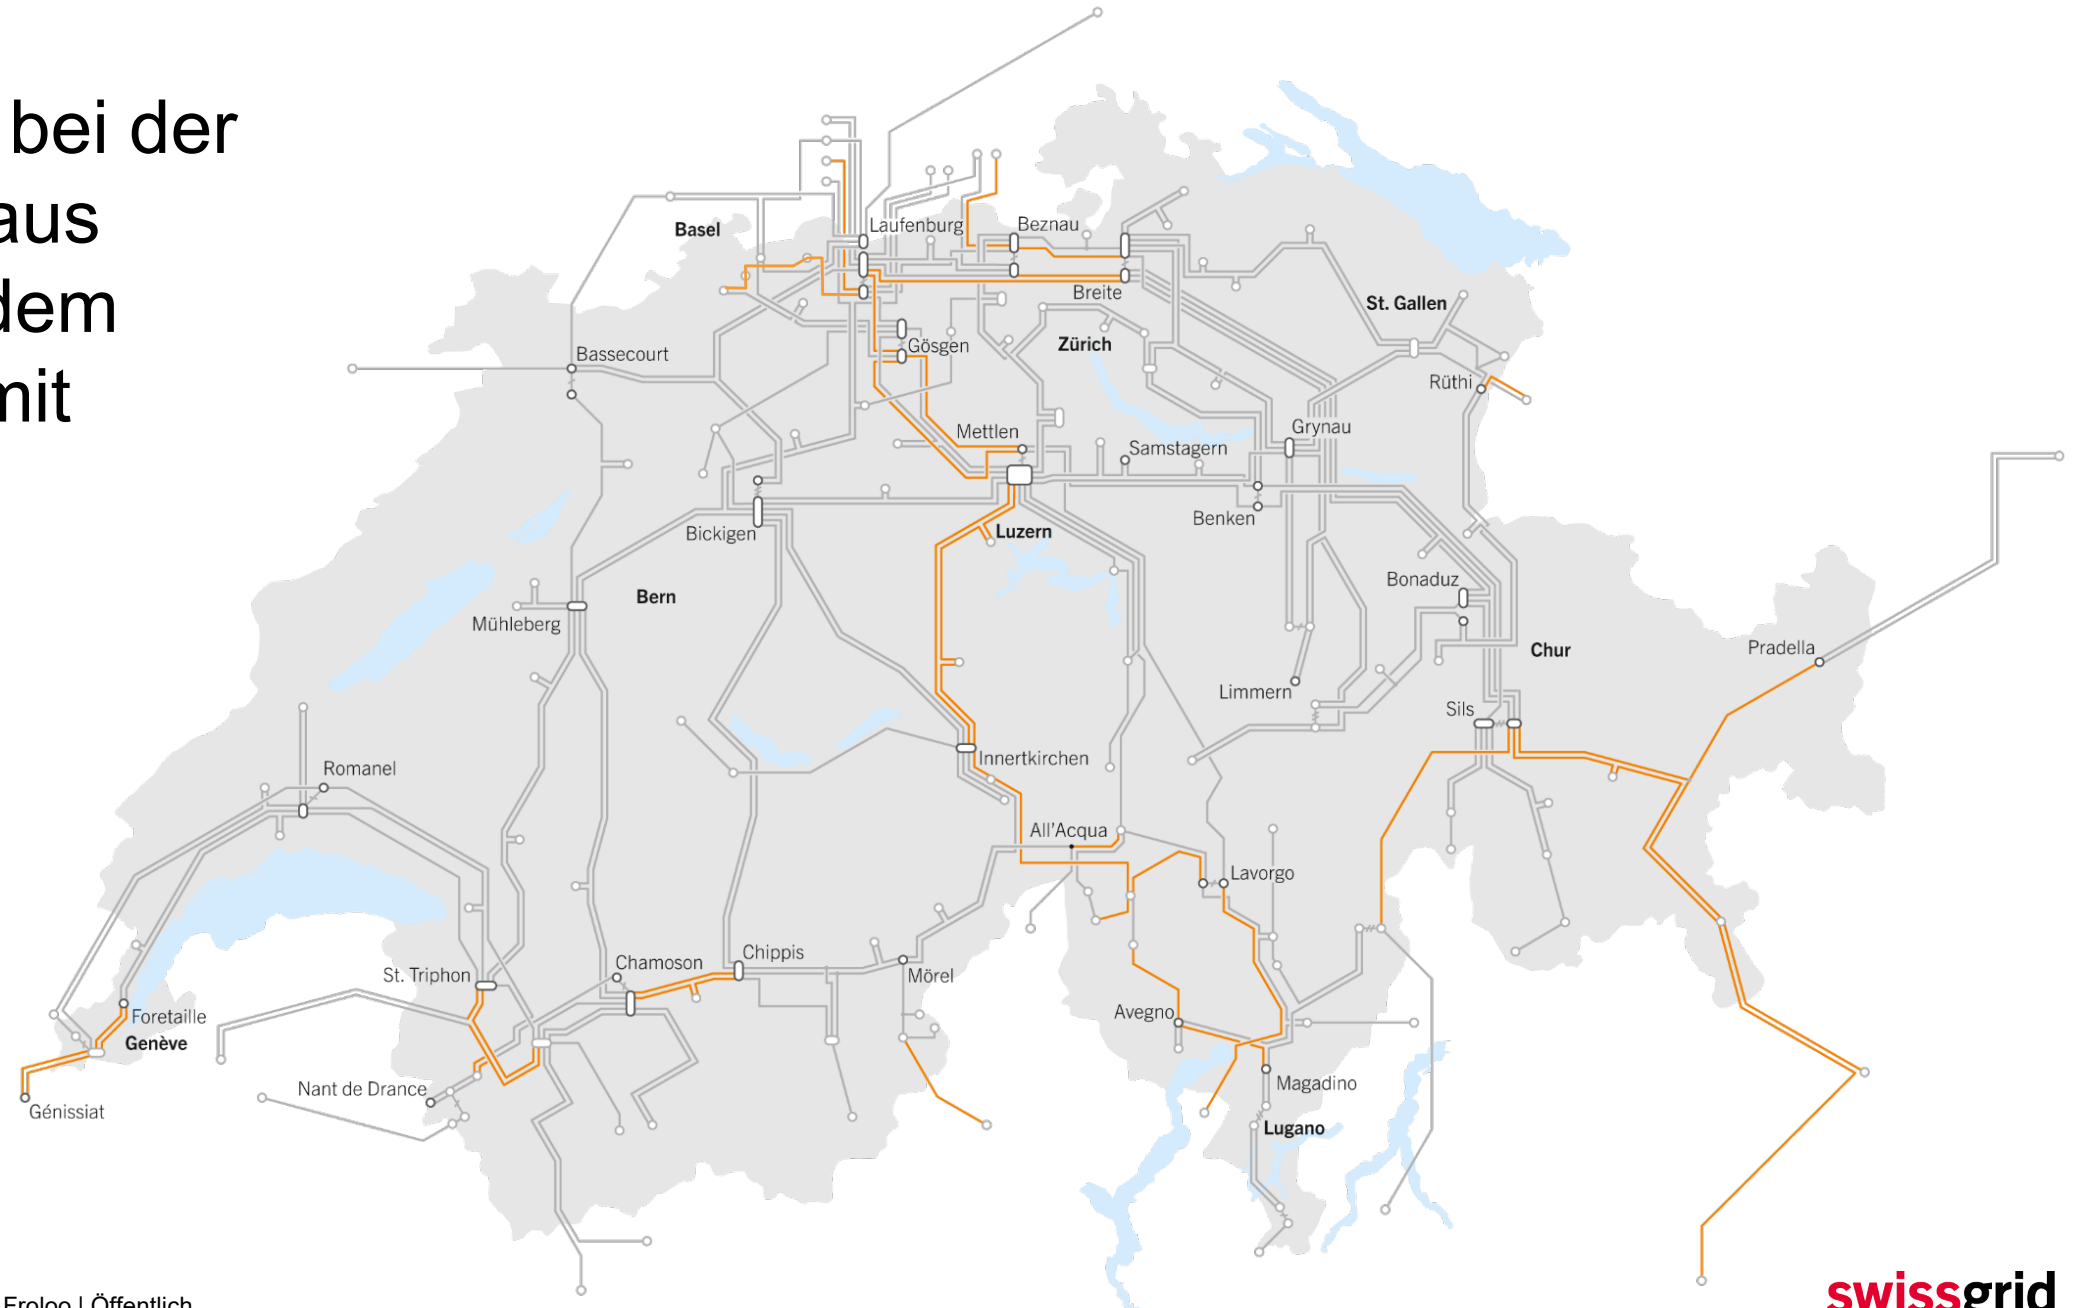 bei der
aus
dem
mit
Basel
Laufenburg
Beznau
Breite
St. Gallen
Zürich
Gösgen
Bassecourt
Rüthi
Mettlen
Grynau
Samstagern
Benken
Bickigen
Luzern
Bonaduz
Bern
Mühleberg
Chur
Pradella
Limmern
Sils
Innertkirchen
Romanel
All'Acqua
Lavorgo
Chippis
Chamoson
St. Triphon
Mörel
Foretaille
Genève
Avegno
Nant de Drance
Magadino
Génissiat
Lugano
| Öffentlich
swissgrid